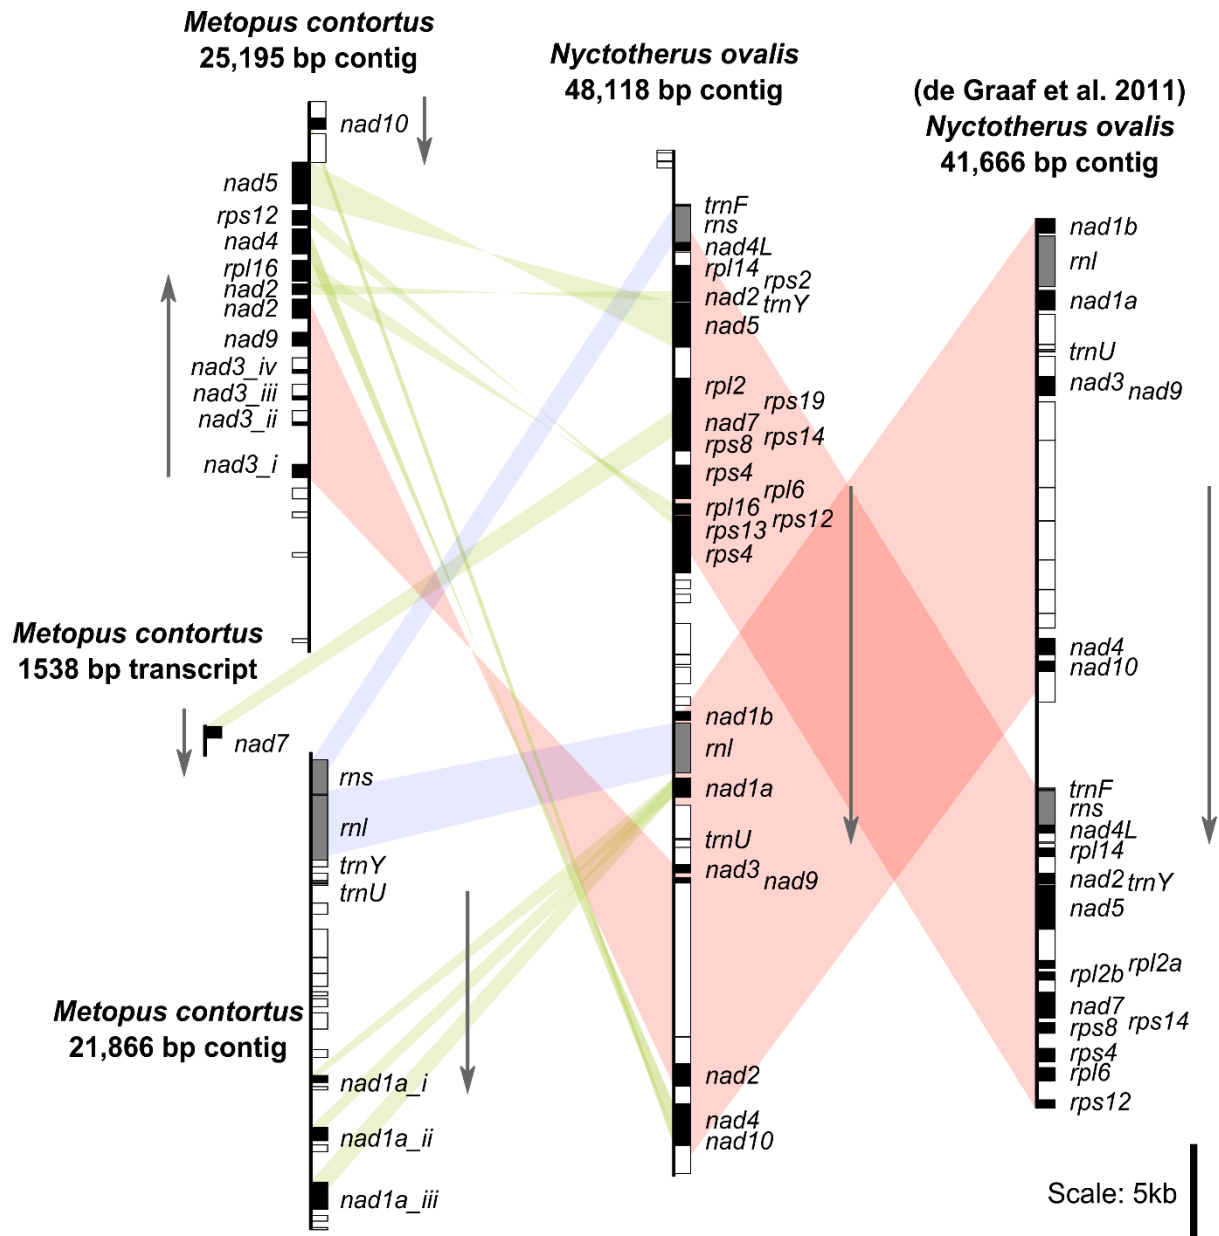 Metopus contortus
25,195 bp contig
nad10
nad5
rps12
nad4
rpl16
nad2
nad2
nad9
nad3_iv
nad3_iii
nad3_ii
nad3_i
Metopus contortus
1538 bp transcript
nad7
rns
rnl
trnY
trnU
Metopus contortus
21,866 bp contig
nad1a_i
nad1a_ii
nad1a_iii
Nyctotherus ovalis
48,118 bp contig
trnF
rns
nad4L
rpl14
rps2
nad2 trnY
nad5
rpl2
rps19
nad7
rps8 rps14
rps4
rpl6
rpl16
rps13 rps12
rps4
nad1b
rnl
nad1a
trnU
nad3 nad9
nad2
nad4
nad10
(de Graaf et al. 2011)
Nyctotherus ovalis
41,666 bp contig
nad1b
rnl
nad1a
trnU
nad3 nad9
nad4
nad10
trnF
rns
nad4L
rpl14
nad2 trnY
nad5
rpl2b rpl2a
nad7
rps8 rps14
rps4
rpl6
rps12
Scale: 5kb